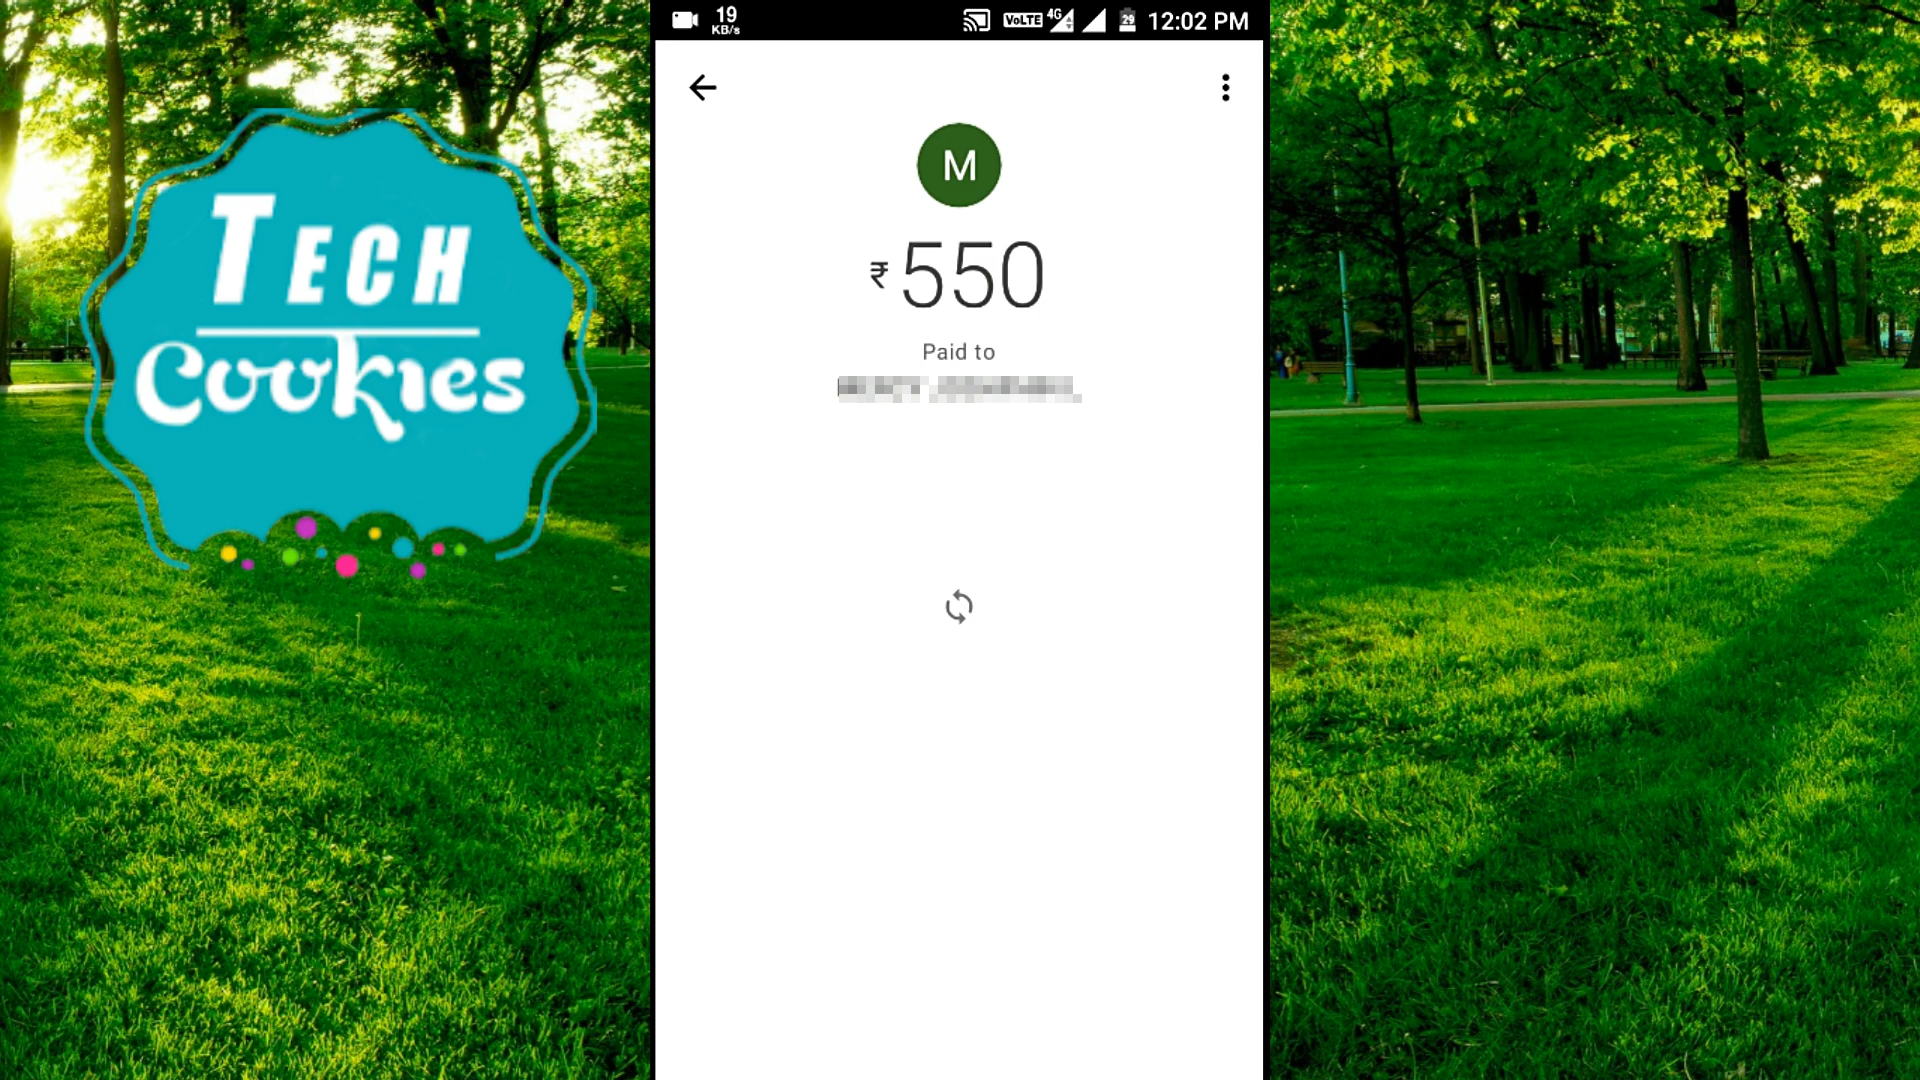 TECH
Cookies
19
KB/s
VoLTE 4G 29 12:02 PM
M
₹550
Paid to